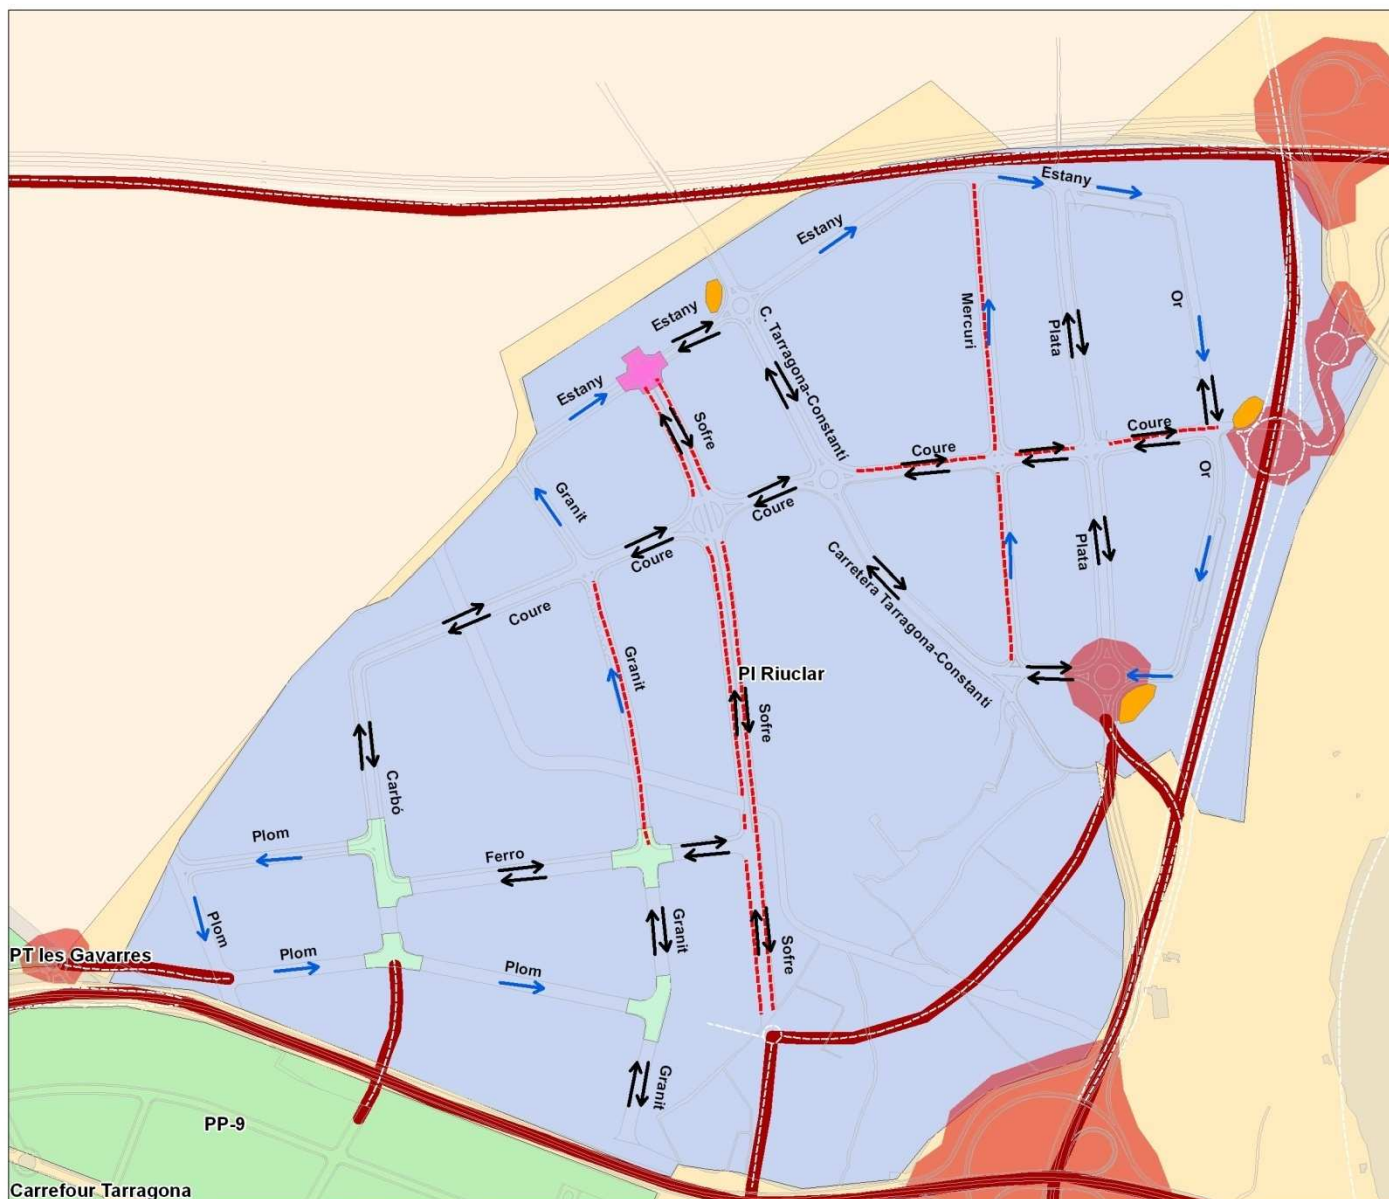 Estany
Estany
Estany
C. Tarragona-Constantí
Or
Mercuri
Plata
Estany
Sofre
Coure
Coure
Or
Granit
Coure
Plata
Coure
Carretera Tarragona-Constantí
Coure
Granit
PI Riuclar
Sofre
Carbó
Plom
Ferro
Plom
Granit
Sofre
PT les Gavarres
Plom
Plom
Granit
PP-9
Carrefour Tarragona